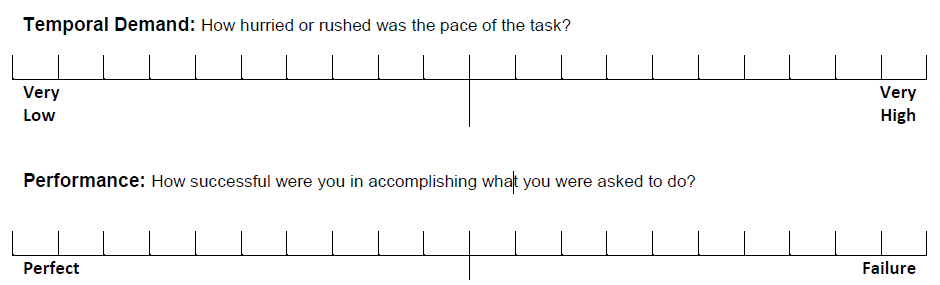 Temporal Demand: How hurried or rushed was the pace of the task?
Very Very
Low High
Performance: How successful were you in accomplishing what you were asked to do?
Perfect Failure